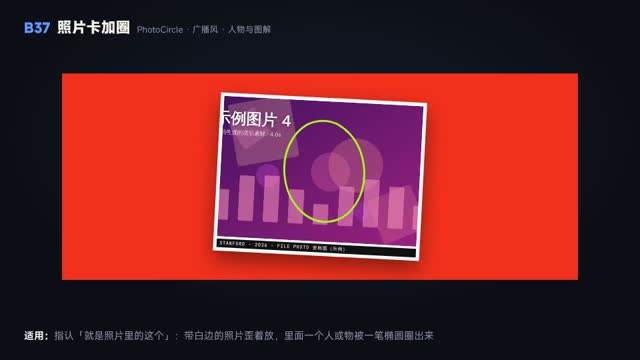 B37 照片卡加圈 PhotoCircle · 广播风 · 人物与图解
示例图片 4
STANFORD · 2026 · FILE PHOTO 资料图（示例）
适用：指认「就是照片里的这个」：带白边的照片歪着放，里面一个人或物被一笔椭圆圈出来